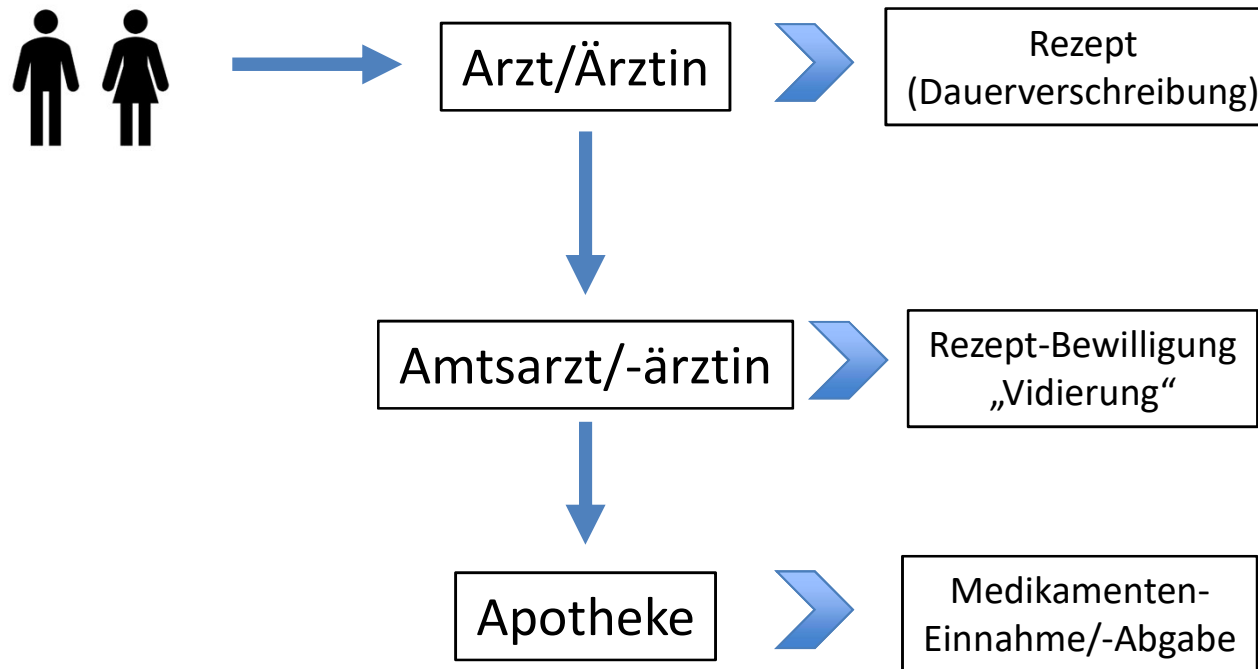 Arzt/Ärztin
Rezept
(Dauerverschreibung)
Amtsarzt/-ärztin
Rezept-Bewilligung
„Vidierung“
Apotheke
Medikamenten-
Einnahme/-Abgabe